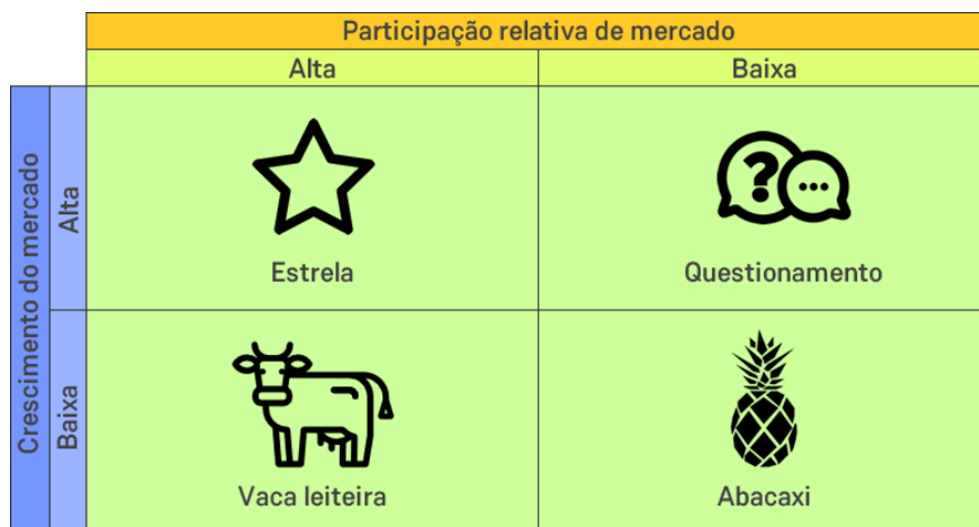 Participação relativa de mercado
Alta
Baixa
Crescimento do mercado
Alta
?
...
Estrela
Questionamento
Baixa
Vaca leiteira
Abacaxi